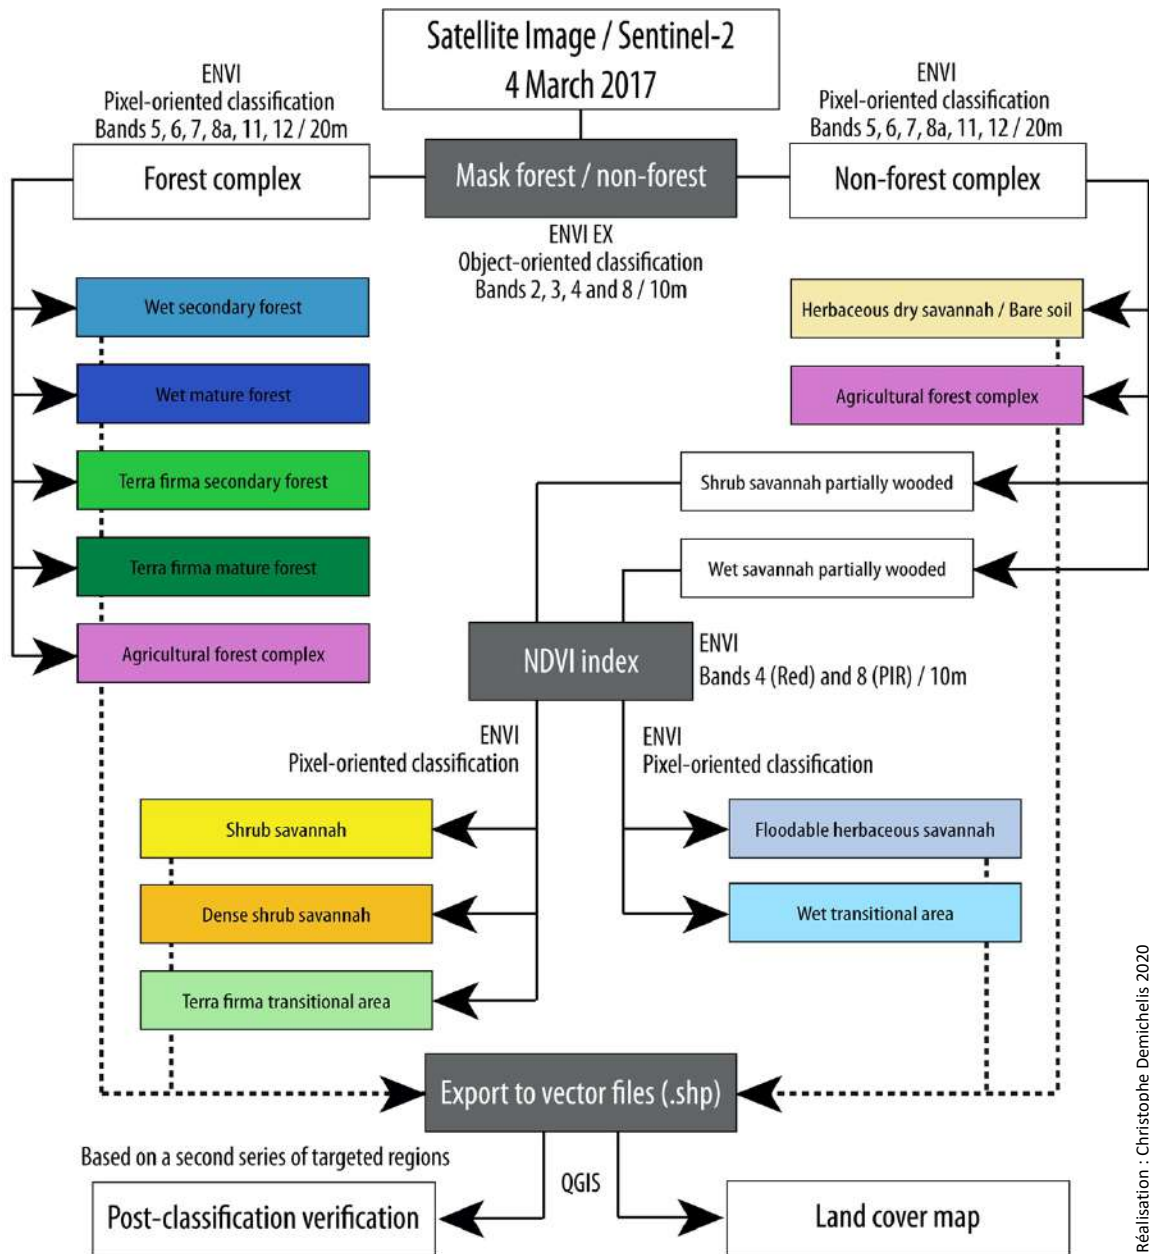 Satellite Image / Sentinel-2
4 March 2017
ENVI
Pixel-oriented classification
Bands 5, 6, 7, 8a, 11, 12 / 20m
Forest complex
Mask forest / non-forest
ENVI EX
Object-oriented classification
Bands 2, 3, 4 and 8 / 10m
ENVI
Pixel-oriented classification
Bands 5, 6, 7, 8a, 11, 12 / 20m
Non-forest complex
Wet secondary forest
Wet mature forest
Terra firma secondary forest
Terra firma mature forest
Agricultural forest complex
Herbaceous dry savannah / Bare soil
Agricultural forest complex
Shrub savannah partially wooded
Wet savannah partially wooded
NDVI index
ENVI
Bands 4 (Red) and 8 (PIR) / 10m
ENVI
Pixel-oriented classification
ENVI
Pixel-oriented classification
Shrub savannah
Dense shrub savannah
Terra firma transitional area
Floodable herbaceous savannah
Wet transitional area
Export to vector files (.shp)
Based on a second series of targeted regions
Post-classification verification
QGIS
Land cover map
Réalisation : Christophe Demichelis 2020